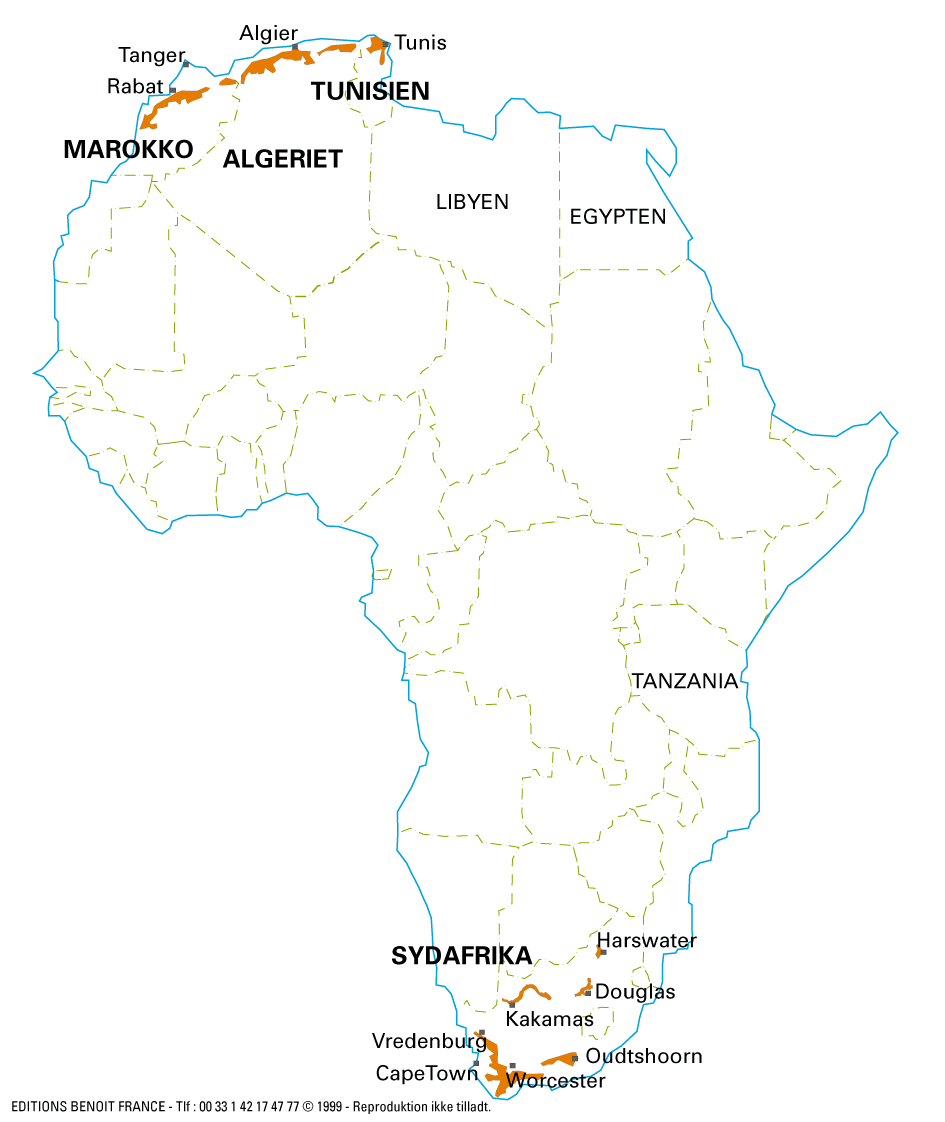 Algier
Tunis
Tanger
Rabat
TUNISIEN
MAROKKO
ALGERIET
LIBYEN
EGYPTEN
TANZANIA
Harswater
SYDAFRIKA
Douglas
Kakamas
Vredenburg
Oudtshoorn
CapeTown
Worcester
EDITIONS BENOIT FRANCE - Tlf : 00 33 1 42 17 47 77 © 1999 - Reproduktion ikke tilladt.